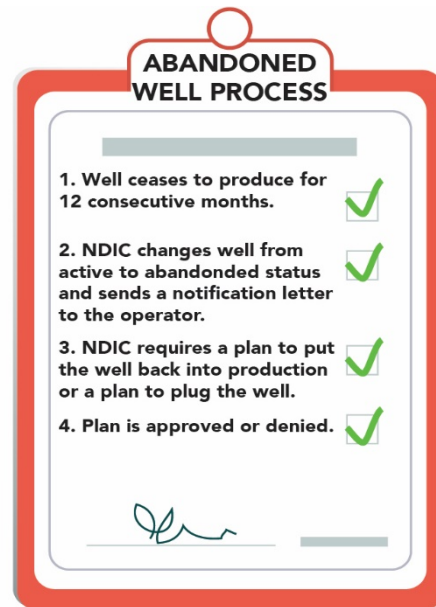 ABANDONED
WELL PROCESS
1. Well ceases to produce for
12 consecutive months.
2. NDIC changes well from
active to abandonded status
and sends a notification letter
to the operator.
3. NDIC requires a plan to put
the well back into production
or a plan to plug the well.
4. Plan is approved or denied.